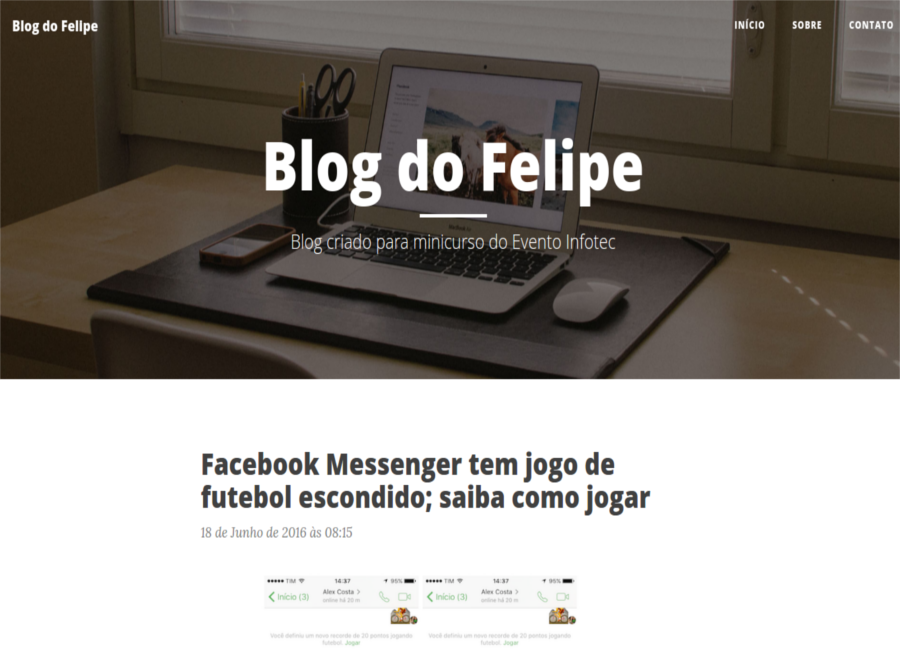 Blog do Felipe
INÍCIO SOBRE CONTATO
Blog do Felipe
Blog criado para minicurso do Evento Infotec
Facebook Messenger tem jogo de
futebol escondido; saiba como jogar
18 de Junho de 2016 às 08:15
TIM 14:37 95% TIM 14:37 95%
Início (3) Alex Costa Início (3) Alex Costa
online há 20 m online há 20 m
Você definiu um novo recorde de 20 pontos jogando Você definiu um novo recorde de 20 pontos jogando
futebol. Jogar futebol. Jogar